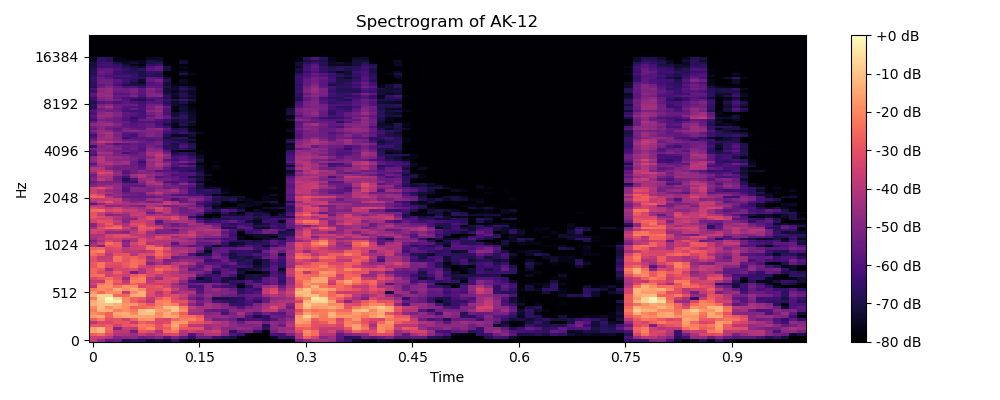 Spectrogram of AK-12
16384
8192
4096
2048
1024
512
0
Hz
0
0.15
0.3
0.45
0.6
0.75
0.9
Time
+0 dB
-10 dB
-20 dB
-30 dB
-40 dB
-50 dB
-60 dB
-70 dB
-80 dB